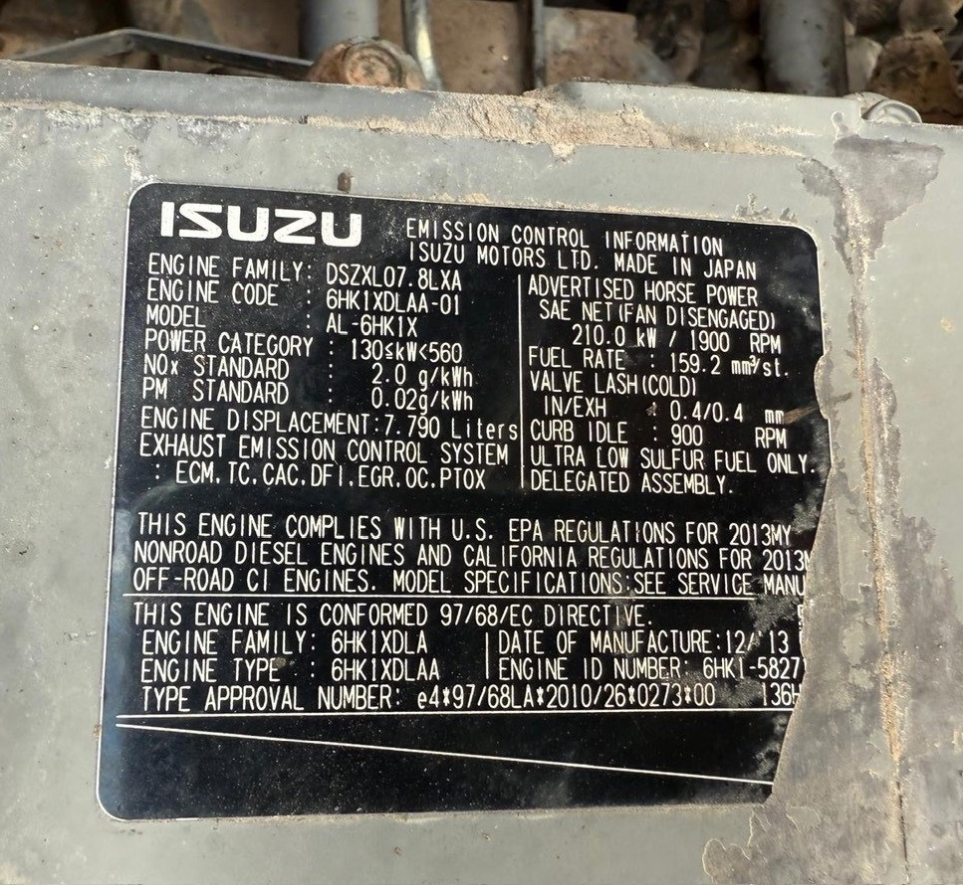 ISUZU
EMISSION CONTROL INFORMATION
ISUZU MOTORS LTD. MADE IN JAPAN
ENGINE FAMILY: DSZXL07.8LXA
ENGINE CODE : 6HK1XDLAA-01
MODEL : AL-6HK1X
POWER CATEGORY : 130≤kW<560
NOx STANDARD : 2.0 g/kWh
PM STANDARD : 0.02g/kWh
ENGINE DISPLACEMENT:7.790 Liters
EXHAUST EMISSION CONTROL SYSTEM
: ECM.TC.CAC.DFI.EGR.OC.PTOX
ADVERTISED HORSE POWER
SAE NET(FAN DISENGAGED)
210.0 kW / 1900 RPM
FUEL RATE : 159.2 mm³/st.
VALVE LASH(COLD)
IN/EXH : 0.4/0.4 mm
CURB IDLE : 900 RPM
ULTRA LOW SULFUR FUEL ONLY.
DELEGATED ASSEMBLY.
THIS ENGINE COMPLIES WITH U.S. EPA REGULATIONS FOR 2013MY
NONROAD DIESEL ENGINES AND CALIFORNIA REGULATIONS FOR 2013
OFF-ROAD CI ENGINES. MODEL SPECIFICATIONS:SEE SERVICE MANU
THIS ENGINE IS CONFORMED 97/68/EC DIRECTIVE.
ENGINE FAMILY: 6HK1XDLA
ENGINE TYPE : 6HK1XDLAA
DATE OF MANUFACTURE:12/'13
ENGINE ID NUMBER: 6HK1-5827
TYPE APPROVAL NUMBER: e4*97/68LA*2010/26*0273*00 136